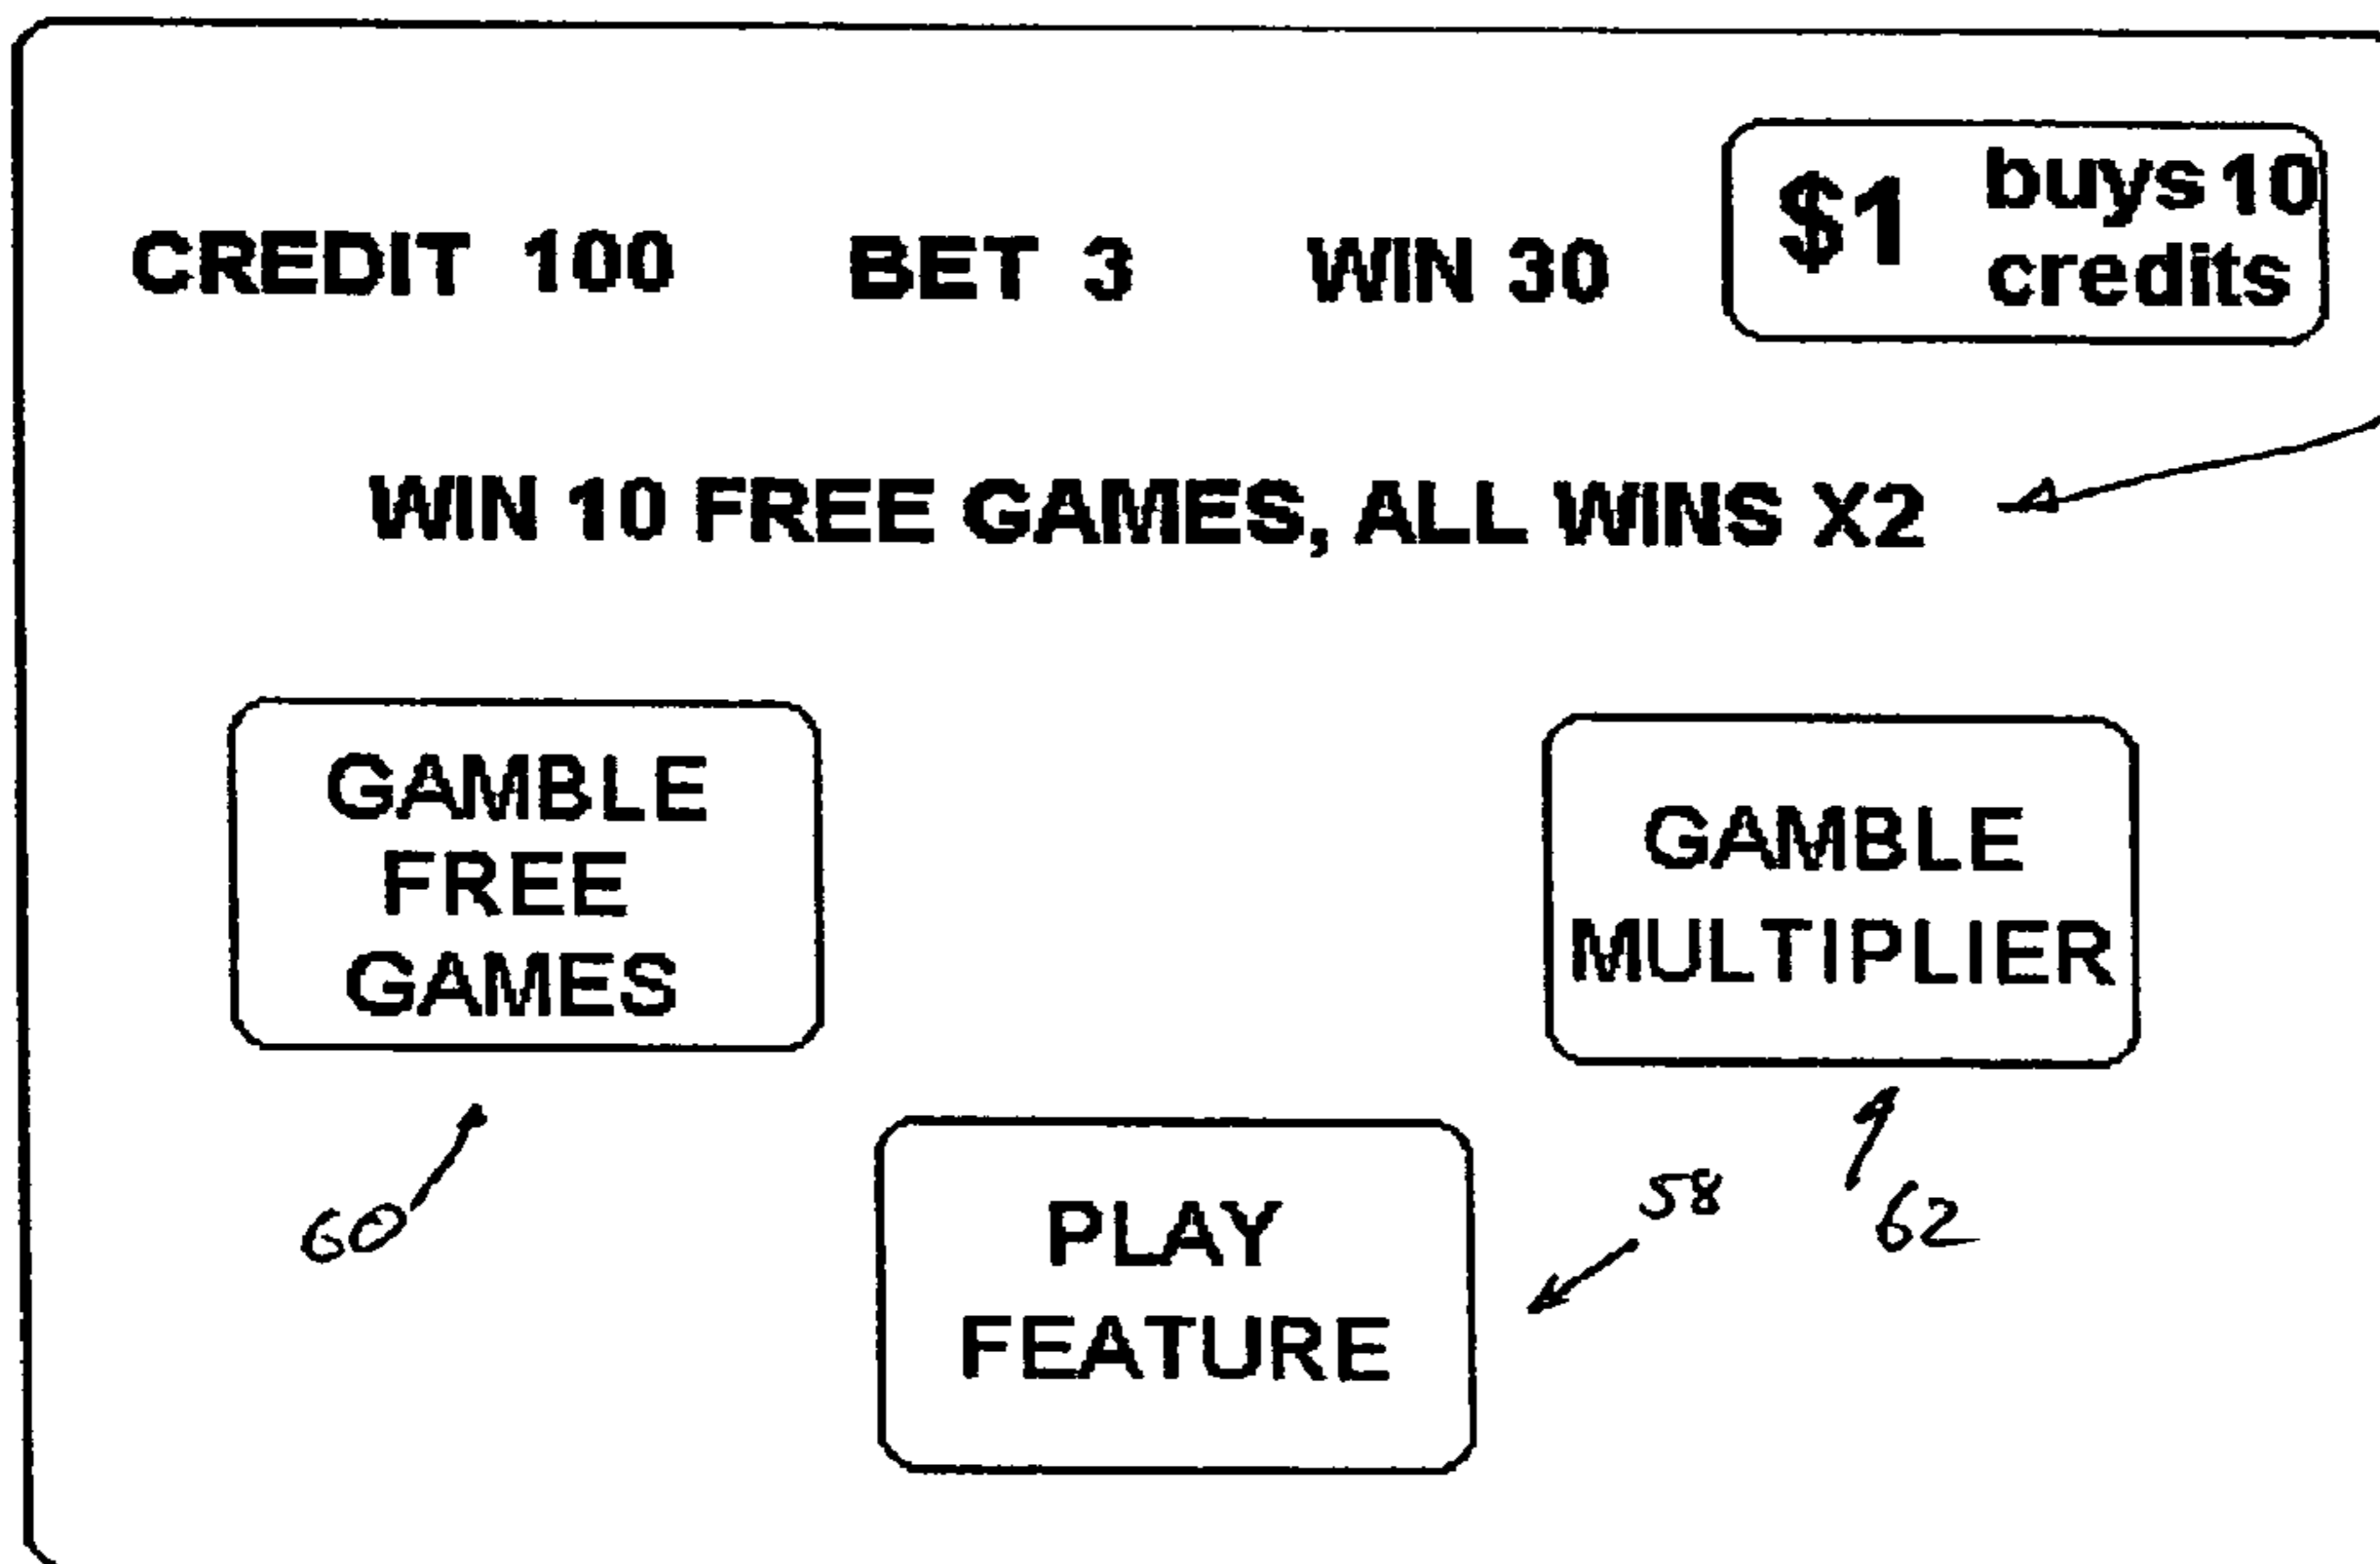 CREDIT 100 BET 3 WIN 30 $1 buys 10
credits
WIN 10 FREE GAMES, ALL WINS X2
GAMBLE
FREE
GAMES
GAMBLE
MULTIPLIER
60
PLAY
FEATURE
58
62